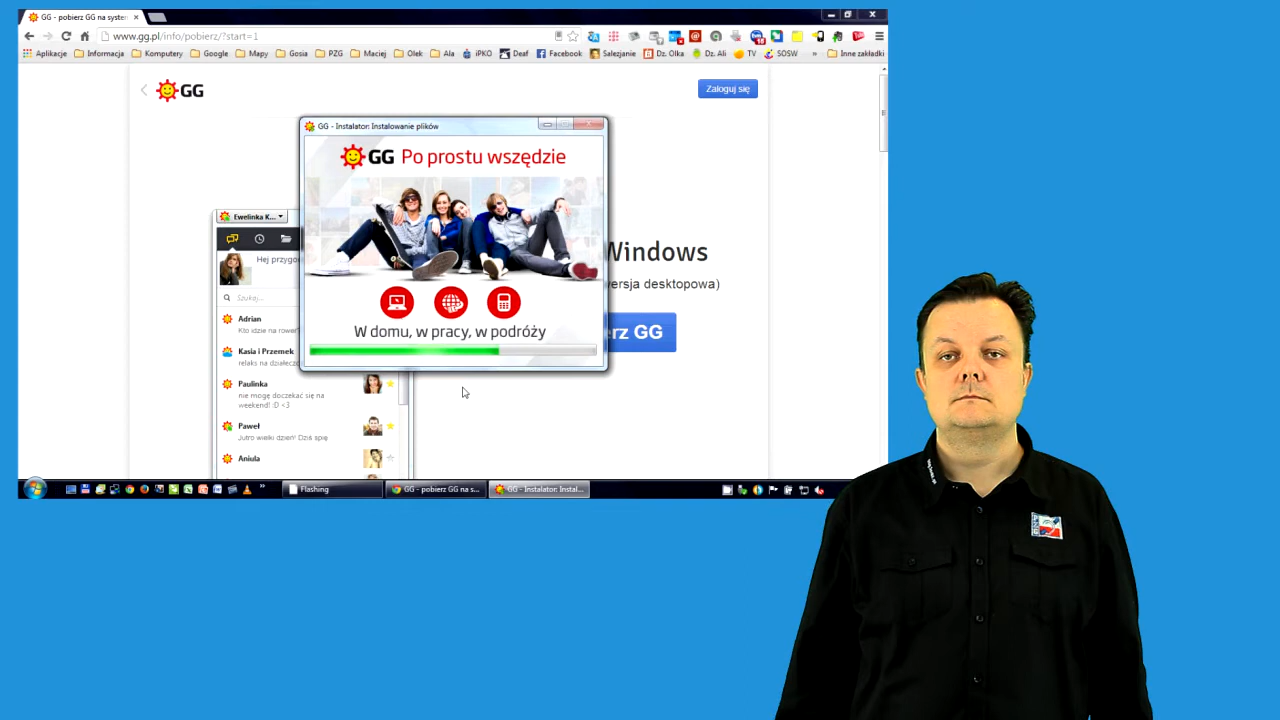 GG - pobierz GG na syster
www.gg.pl/info/pobierz/?start=1
Aplikacje Informacja Komputery Google Mapy Gosia PZG Maciej Olek Ala iPKO Deaf Facebook Salezjanie Dz. Olka Dz. Ali TV SOSW » Inne zakładki
GG
Zaloguj się
GG - Instalator: Instalowanie plików
GG Po prostu wszędzie
Ewelinka K...
Windows
Hej przygo
wersja desktopowa)
Szukaj...
Adrian
Kto idzie na rower
W domu, w pracy, w podróży
rz GG
Kasia i Przemek
relaks na działec
Paulinka
nie mogę doczekać się na
weekend! :D <3
Paweł
Jutro wielki dzień! Dziś śpię
Aniula
Flashing
GG - pobierz GG na s...
GG - Instalator: Instal...